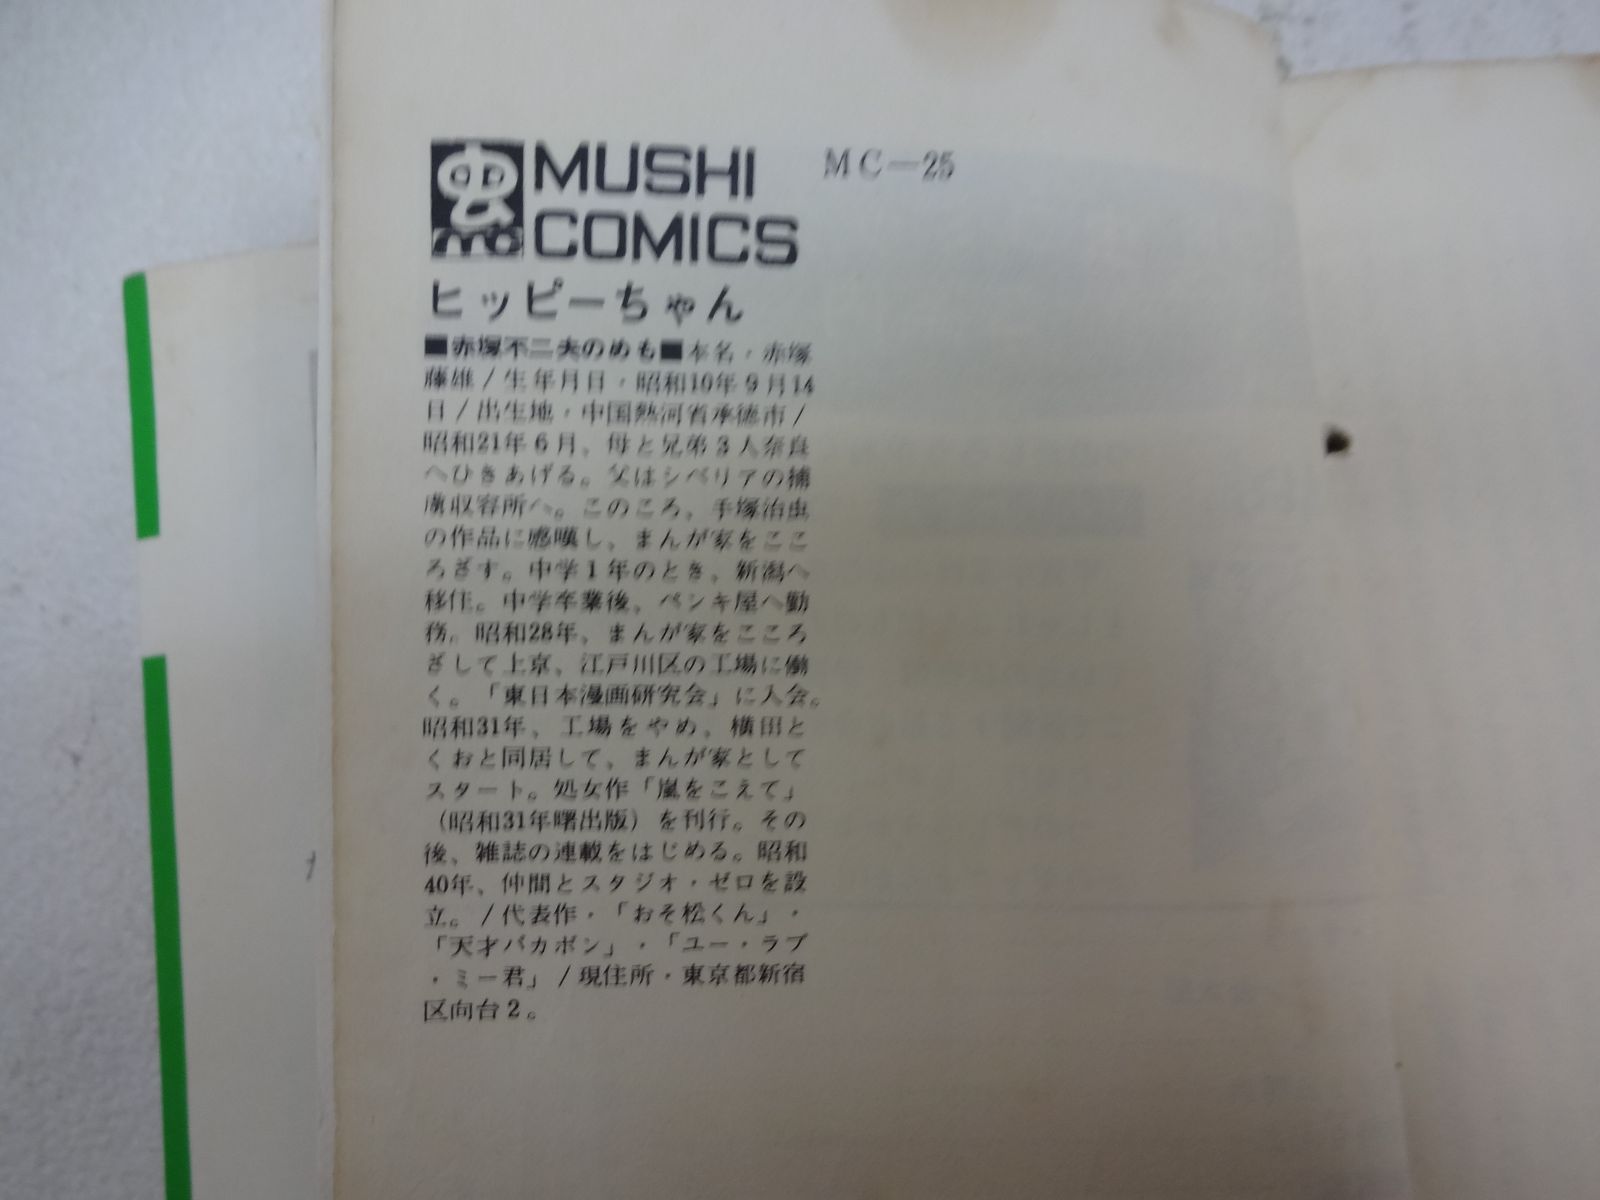 虫
mc
MUSHI
COMICS
MC−25
ヒッピーちゃん
■赤塚不二夫のめも■本名・赤塚
藤雄/生年月日・昭和10年9月14
日/出生地・中国熱河省承徳市/
昭和21年6月、母と兄弟3人奈良
へひきあげる。父はシベリアの捕
虜収容所へ。このころ、手塚治虫
の作品に感嘆し、まんが家をここ
ろざす。中学1年のとき、新潟へ
移住。中学卒業後、ペンキ屋へ勤
務。昭和28年、まんが家をこころ
ざして上京、江戸川区の工場に働
く。「東日本漫画研究会」に入会。
昭和31年、工場をやめ、横田と
くおと同居して、まんが家として
スタート。処女作「嵐をこえて」
(昭和31年曙出版)を刊行。その
後、雑誌の連載をはじめる。昭和
40年、仲間とスタジオ・ゼロを設
立。/代表作・「おそ松くん」・
「天才バカボン」・「ユー・ラブ
・ミー君」/現住所・東京都新宿
区向台2。